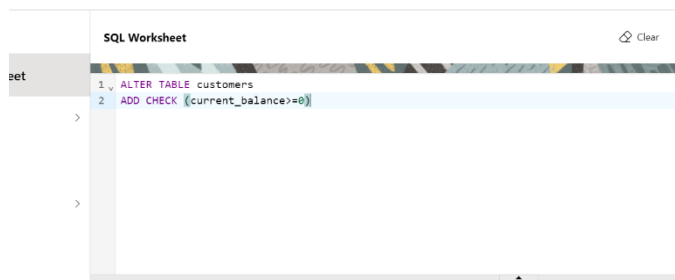 SQL Worksheet
Clear
eet
1 ALTER TABLE customers
2 ADD CHECK (current_balance>=0)